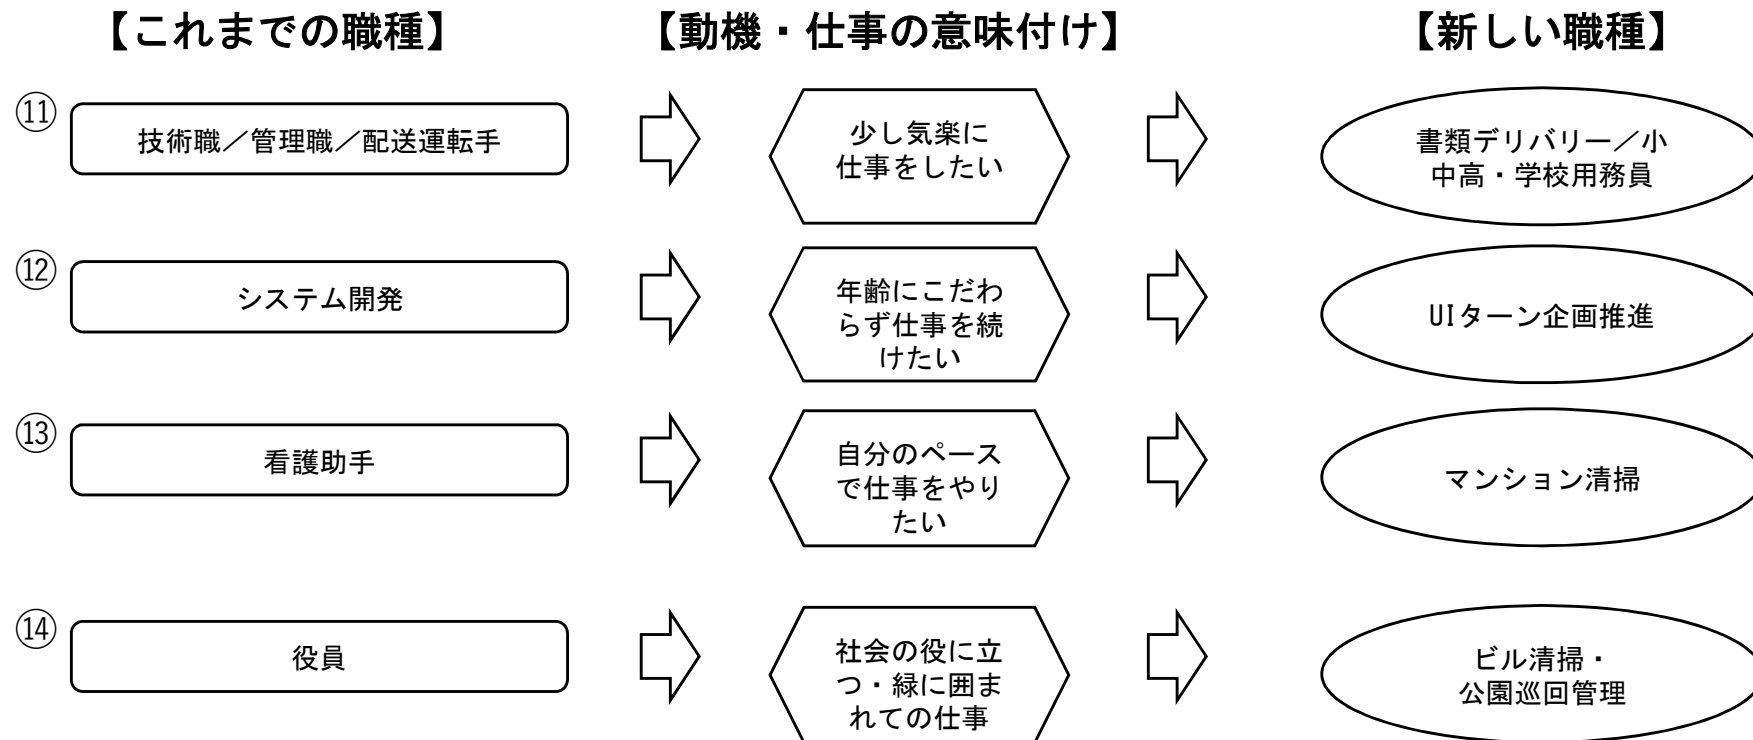 【これまでの職種】
【動機・仕事の意味付け】
【新しい職種】
⑪
技術職／管理職／配送運転手
少し気楽に
仕事をしたい
書類デリバリー／小
中高・学校用務員
⑫
システム開発
年齢にこだわ
らず仕事を続
けたい
UIターン企画推進
⑬
看護助手
自分のペース
で仕事をやり
たい
マンション清掃
⑭
役員
社会の役に立
つ・緑に囲ま
れての仕事
ビル清掃・
公園巡回管理